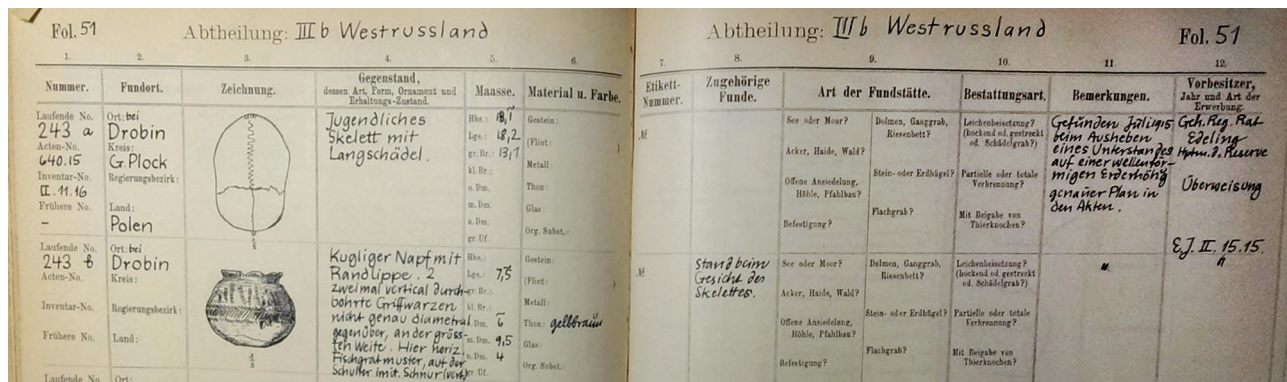 Fol. 51
Abtheilung: III b Westrussland
1. 2. 3. 4. 5. 6.
Nummer. Fundort. Zeichnung. Gegenstand, dessen Art, Form, Ornament und Erhaltungs-Zustand. Maasse. Material u. Farbe.
Laufende No.
243 a
Acten-No.
640.15
Inventar-No.
II.11.16
Frühere No.
-
Ort: bei
Drobin
Kreis:
G Plock
Regierungsbezirk:
Land:
Polen
Jugendliches
Skelett mit
Langschädel.
Hhe.: 18,1
Lge.: 18,2
gr. Br.: 13,7
kl. Br.:
o. Dm.
m. Dm.
u. Dm.
gr. Uf.
Gestein:
(Flint: )
Metall:
Thon:
Glas:
Org. Subst.:
Laufende No.
243 b
Acten-No.
Inventar-No.
Frühere No.
Laufende No.
Ort: bei
Drobin
Kreis:
Regierungsbezirk:
Land:
Ort:
Kugliger Napf mit
Randlippe. 2
zweimal vertical durch-
bohrte Griffwarzen
nicht genau diametral
gegenüber, an der gröss-
ten Weite. Hier horiz.
Fischgrätmuster, auf der
Schulter imit. Schnur (vert.)
Hhe.:
Lge.: 7,5
gr. Br.:
kl. Br.:
o. Dm. 6
m. Dm. 9,5
u. Dm. 4
gr. Uf.
Gestein:
(Flint: )
Metall:
Thon: gelbbraun
Glas:
Org. Subst.:
Abtheilung: III b Westrussland
Fol. 51
7. 8. 9. 10. 11. 12.
Etikett-Nummer. Zugehörige Funde. Art der Fundstätte. Bestattungsart. Bemerkungen. Vorbesitzer, Jahr und Art der Erwerbung.
See oder Moor?
Acker, Haide, Wald?
Offene Ansiedelung,
Höhle, Pfahlbau?
Befestigung?
Dolmen, Ganggrab,
Riesenbett?
Stein- oder Erdhügel?
Flachgrab?
Leichenbeisetzung?
(hockend od. gestreckt
od. Schädelgrab?)
Partielle oder totale
Verbrennung?
Mit Beigabe von
Thierknochen?
Gefunden Juli 1915
beim Ausheben
eines Unterstandes
auf einer wellenför-
migen Erderhöhg
genauer Plan in
den Akten.
Geh. Reg. Rat
Edeling
Hptm. d. Reserve
Überweisung
E.J. II. 15.15.
Stand beim
Gesicht des
Skelettes.
See oder Moor?
Acker, Haide, Wald?
Offene Ansiedelung,
Höhle, Pfahlbau?
Befestigung?
Dolmen, Ganggrab,
Riesenbett?
Stein- oder Erdhügel?
Flachgrab?
Leichenbeisetzung?
(hockend od. gestreckt
od. Schädelgrab?)
Partielle oder totale
Verbrennung?
Mit Beigabe von
Thierknochen?
"
"